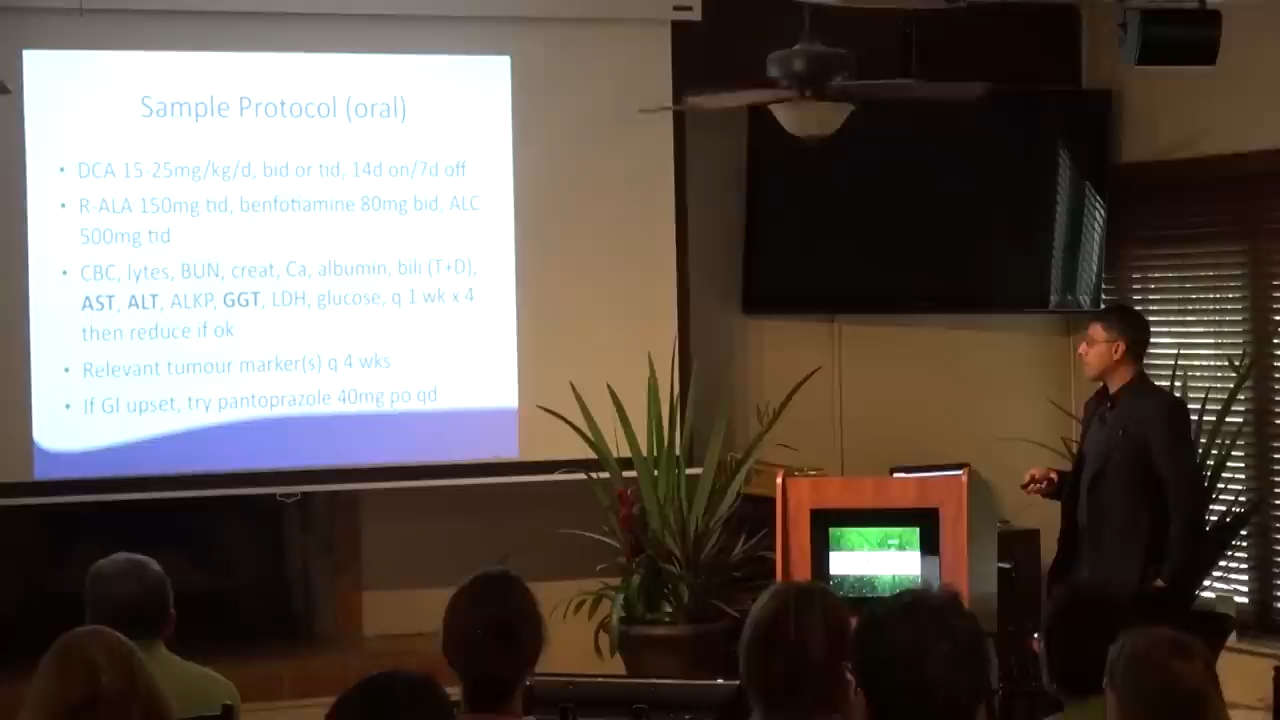 Sample Protocol (oral)
• DCA 15-25mg/kg/d, bid or tid, 14d on/7d off
• R-ALA 150mg tid, benfotiamine 80mg bid, ALC
500mg tid
• CBC, lytes, BUN, creat, Ca, albumin, bili (T+D),
AST, ALT, ALKP, GGT, LDH, glucose, q 1 wk x 4
then reduce if ok
• Relevant tumour marker(s) q 4 wks
• If GI upset, try pantoprazole 40mg po qd